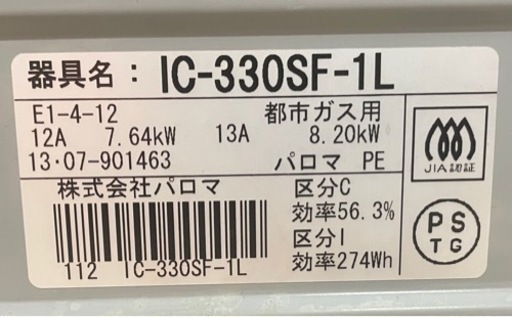 器具名： IC-330SF-1L
E1-4-12 都市ガス用
12A 7.64kW 13A 8.20kW
13・07-901463 パロマ PE
株式会社パロマ 区分C
効率56.3%
区分I
112 IC-330SF-1L 効率274Wh
JIA認証
PS
TG